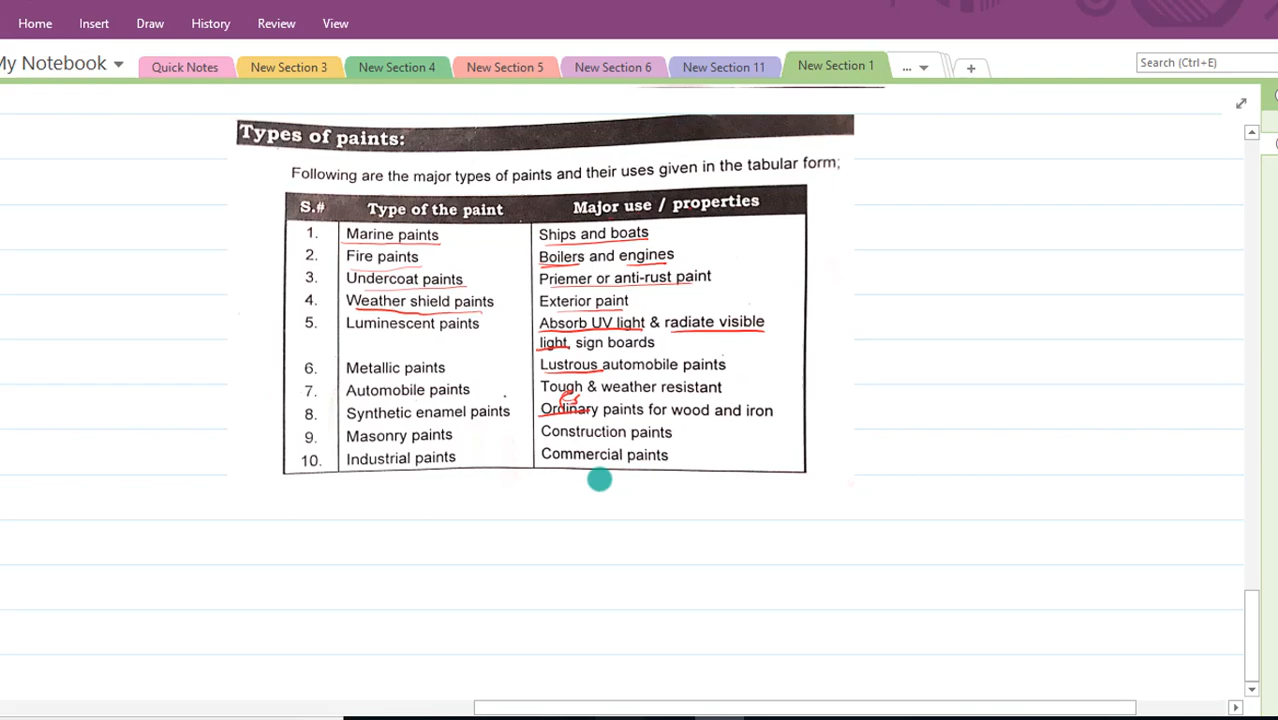 Home Insert Draw History Review View
My Notebook Quick Notes New Section 3 New Section 4 New Section 5 New Section 6 New Section 11 New Section 1 ... + Search (Ctrl+E)
Types of paints:
Following are the major types of paints and their uses given in the tabular form;
S.# Type of the paint Major use / properties
1. Marine paints Ships and boats
2. Fire paints Boilers and engines
3. Undercoat paints Priemer or anti-rust paint
4. Weather shield paints Exterior paint
5. Luminescent paints Absorb UV light & radiate visible
light, sign boards
6. Metallic paints Lustrous automobile paints
7. Automobile paints Tough & weather resistant
8. Synthetic enamel paints Ordinary paints for wood and iron
9. Masonry paints Construction paints
10. Industrial paints Commercial paints